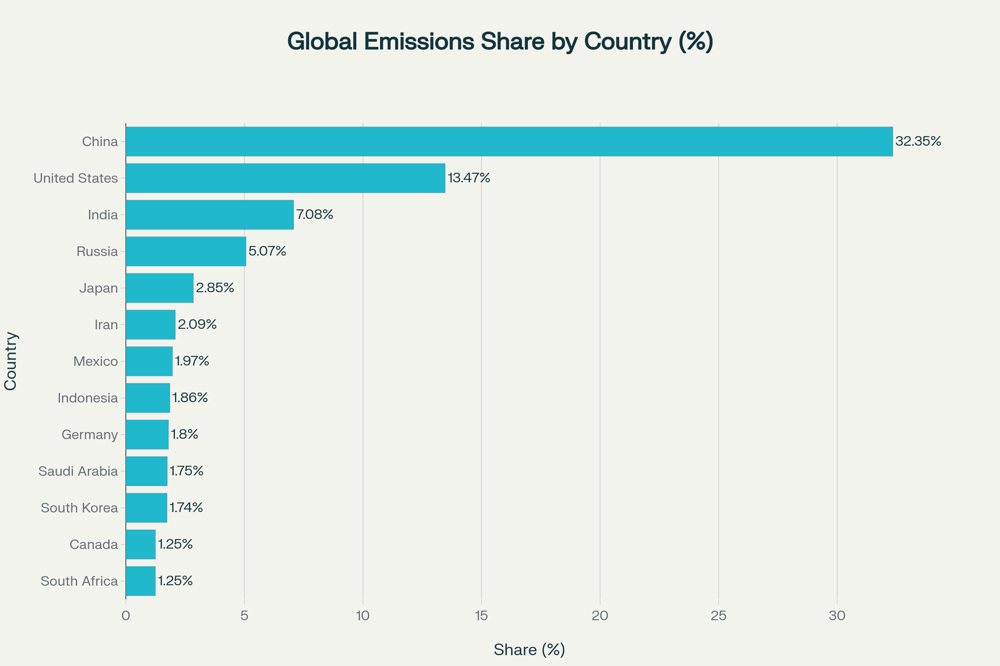 Global Emissions Share by Country (%)
China 32.35%
United States 13.47%
India 7.08%
Russia 5.07%
Japan 2.85%
Iran 2.09%
Mexico 1.97%
Indonesia 1.86%
Germany 1.8%
Saudi Arabia 1.75%
South Korea 1.74%
Canada 1.25%
South Africa 1.25%
Country
0 5 10 15 20 25 30
Share (%)